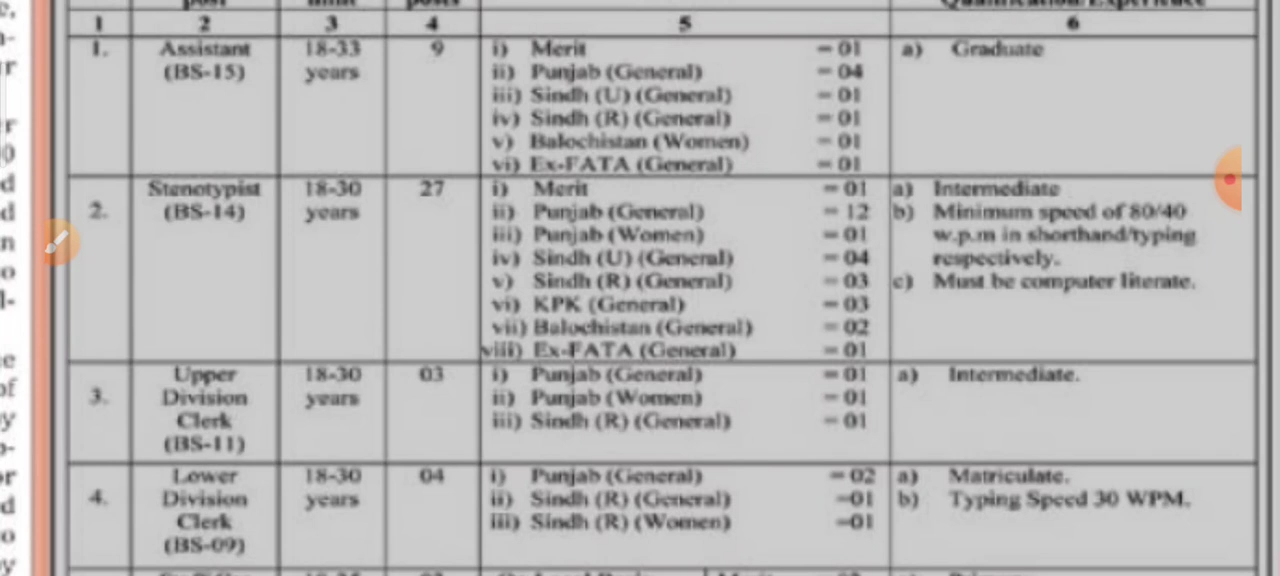 post
limit
posts
Qualification/Experience
1 2 3 4 5 6
1. Assistant (BS-15) 18-33 years 9
i) Merit = 01
ii) Punjab (General) = 04
iii) Sindh (U) (General) = 01
iv) Sindh (R) (General) = 01
v) Balochistan (Women) = 01
vi) Ex-FATA (General) = 01
a) Graduate
2. Stenotypist (BS-14) 18-30 years 27
i) Merit = 01
ii) Punjab (General) = 12
iii) Punjab (Women) = 01
iv) Sindh (U) (General) = 04
v) Sindh (R) (General) = 03
vi) KPK (General) = 03
vii) Balochistan (General) = 02
viii) Ex-FATA (General) = 01
a) Intermediate
b) Minimum speed of 80/40
w.p.m in shorthand/typing
respectively.
c) Must be computer literate.
3. Upper Division Clerk (BS-11) 18-30 years 03
i) Punjab (General) = 01
ii) Punjab (Women) = 01
iii) Sindh (R) (General) = 01
a) Intermediate.
4. Lower Division Clerk (BS-09) 18-30 years 04
i) Punjab (General) = 02
ii) Sindh (R) (General) =01
iii) Sindh (R) (Women) =01
a) Matriculate.
b) Typing Speed 30 WPM.